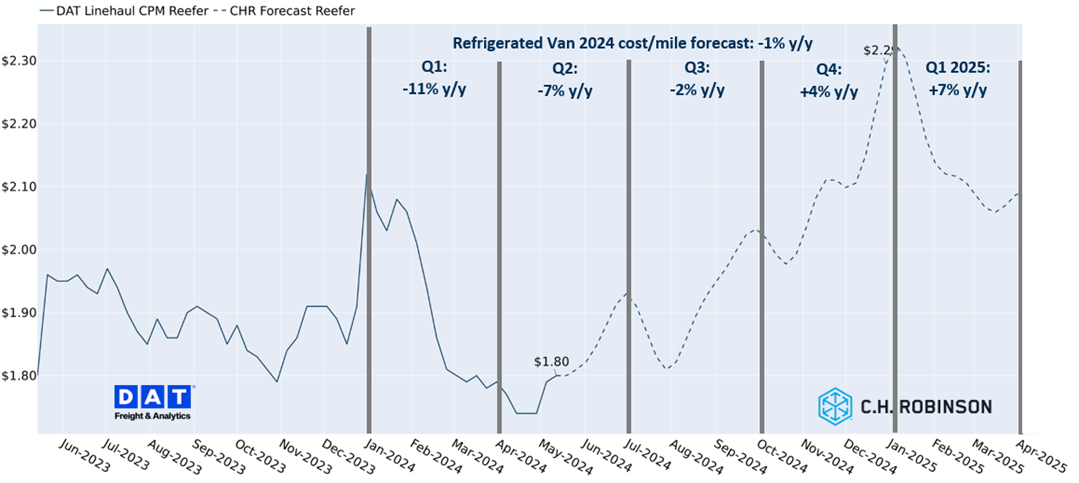 DAT Linehaul CPM Reefer CHR Forecast Reefer
Refrigerated Van 2024 cost/mile forecast: -1% y/y
Q1:
-11% y/y
Q2:
-7% y/y
Q3:
-2% y/y
Q4:
+4% y/y
Q1 2025:
+7% y/y
$2.29
$2.30
$2.20
$2.10
$2.00
$1.90
$1.80
$1.80
DAT
Freight & Analytics
C.H. ROBINSON
Jun-2023
Jul-2023
Aug-2023
Sep-2023
Oct-2023
Nov-2023
Dec-2023
Jan-2024
Feb-2024
Mar-2024
Apr-2024
May-2024
Jun-2024
Jul-2024
Aug-2024
Sep-2024
Oct-2024
Nov-2024
Dec-2024
Jan-2025
Feb-2025
Mar-2025
Apr-2025